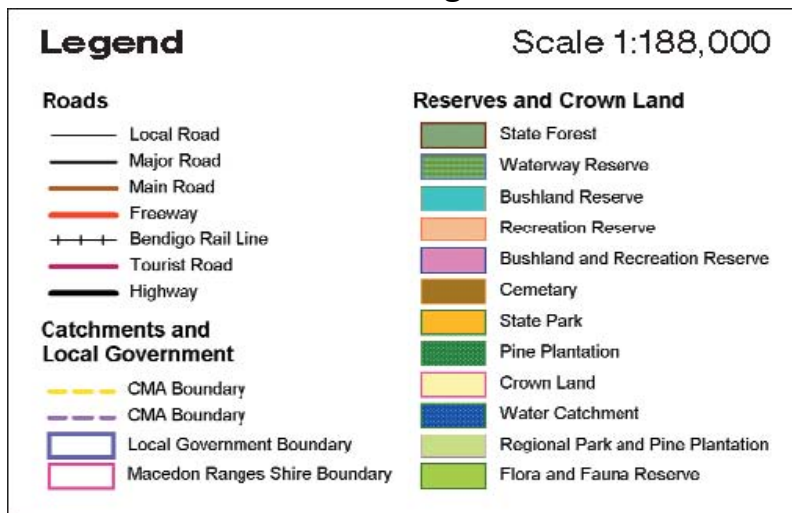 Legend
Scale 1:188,000
Roads
Local Road
Major Road
Main Road
Freeway
Bendigo Rail Line
Tourist Road
Highway
Catchments and
Local Government
CMA Boundary
CMA Boundary
Local Government Boundary
Macedon Ranges Shire Boundary
Reserves and Crown Land
State Forest
Waterway Reserve
Bushland Reserve
Recreation Reserve
Bushland and Recreation Reserve
Cemetary
State Park
Pine Plantation
Crown Land
Water Catchment
Regional Park and Pine Plantation
Flora and Fauna Reserve